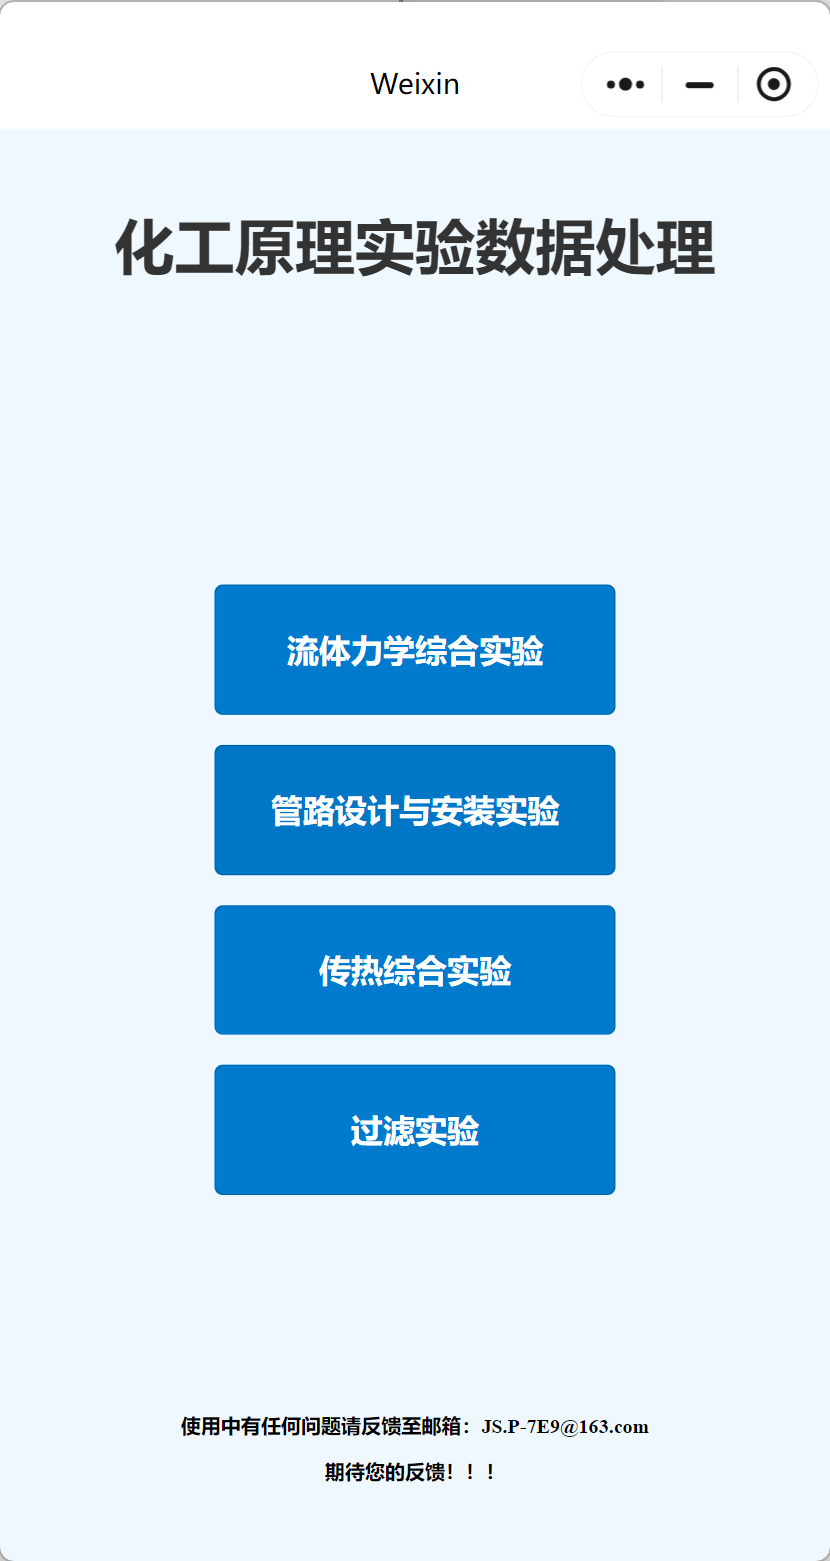 Weixin
化工原理实验数据处理
流体力学综合实验
管路设计与安装实验
传热综合实验
过滤实验
使用中有任何问题请反馈至邮箱：JS.P-7E9@163.com
期待您的反馈！！！